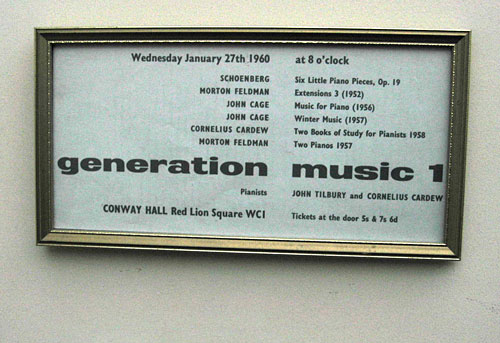 Wednesday January 27th 1960 at 8 o'clock
SCHOENBERG Six Little Piano Pieces, Op. 19
MORTON FELDMAN Extensions 3 (1952)
JOHN CAGE Music for Piano (1956)
JOHN CAGE Winter Music (1957)
CORNELIUS CARDEW Two Books of Study for Pianists 1958
MORTON FELDMAN Two Pianos 1957
generation music 1
Pianists JOHN TILBURY and CORNELIUS CARDEW
CONWAY HALL Red Lion Square WC1 Tickets at the door 5s & 7s 6d